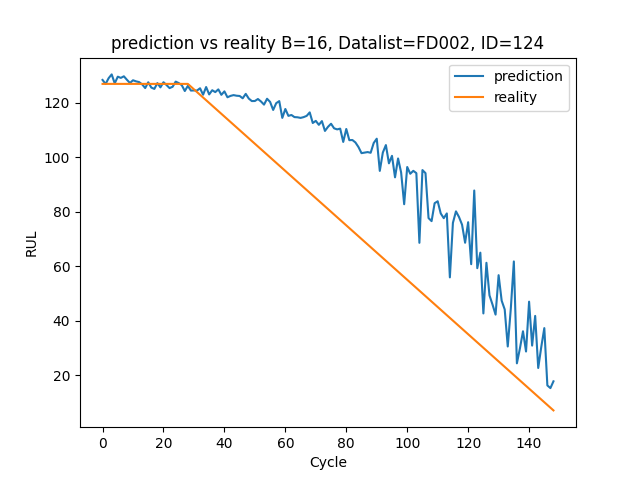 prediction vs reality B=16, Datalist=FD002, ID=124
prediction
reality
RUL
120
100
80
60
40
20
0 20 40 60 80 100 120 140
Cycle